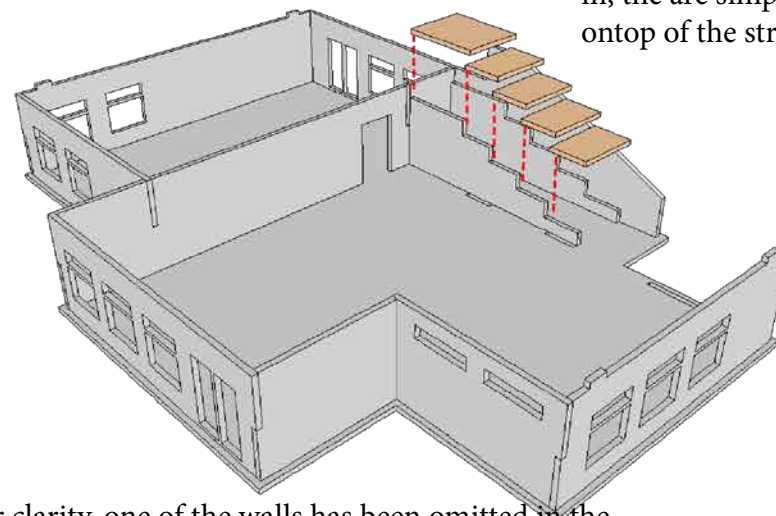 in, the are simp
ontop of the str
r clarity, one of the walls has been omitted in the